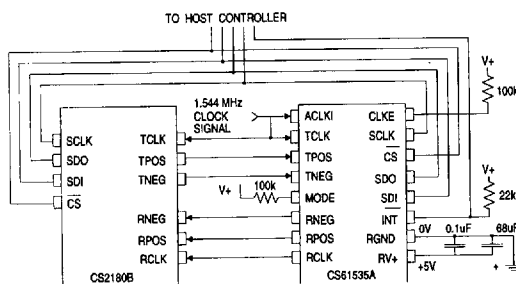 TO HOST CONTROLLER
V+
100k
1.544 MHz
CLOCK
SIGNAL
SCLK
SDO
SDI
CS
TCLK
TPOS
TNEG
RNEG
RPOS
RCLK
CS2180B
V+
100k
ACLKI
TCLK
TPOS
TNEG
MODE
RNEG
RPOS
RCLK
CLKE
SCLK
CS
SDO
SDI
INT
RGND
RV+
CS61535A
V+
22k
0V
0.1uF
68uF
+
+5V